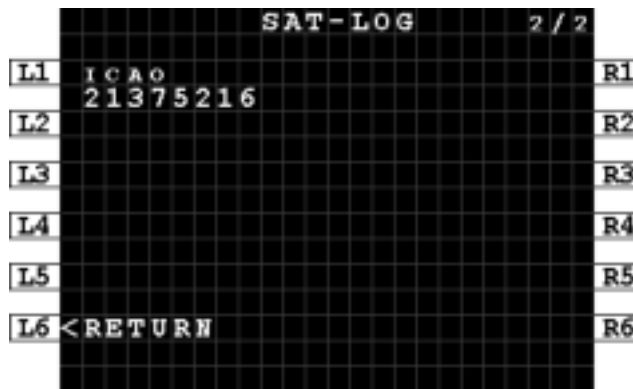 SAT-LOG 2/2
L1 ICAO R1
21375216
L2 R2
L3 R3
L4 R4
L5 R5
L6 <RETURN R6